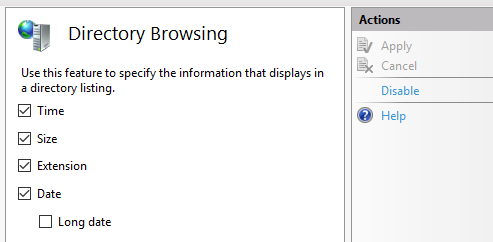 Directory Browsing
Use this feature to specify the information that displays in
a directory listing.
Time
Size
Extension
Date
Long date
Actions
Apply
Cancel
Disable
Help